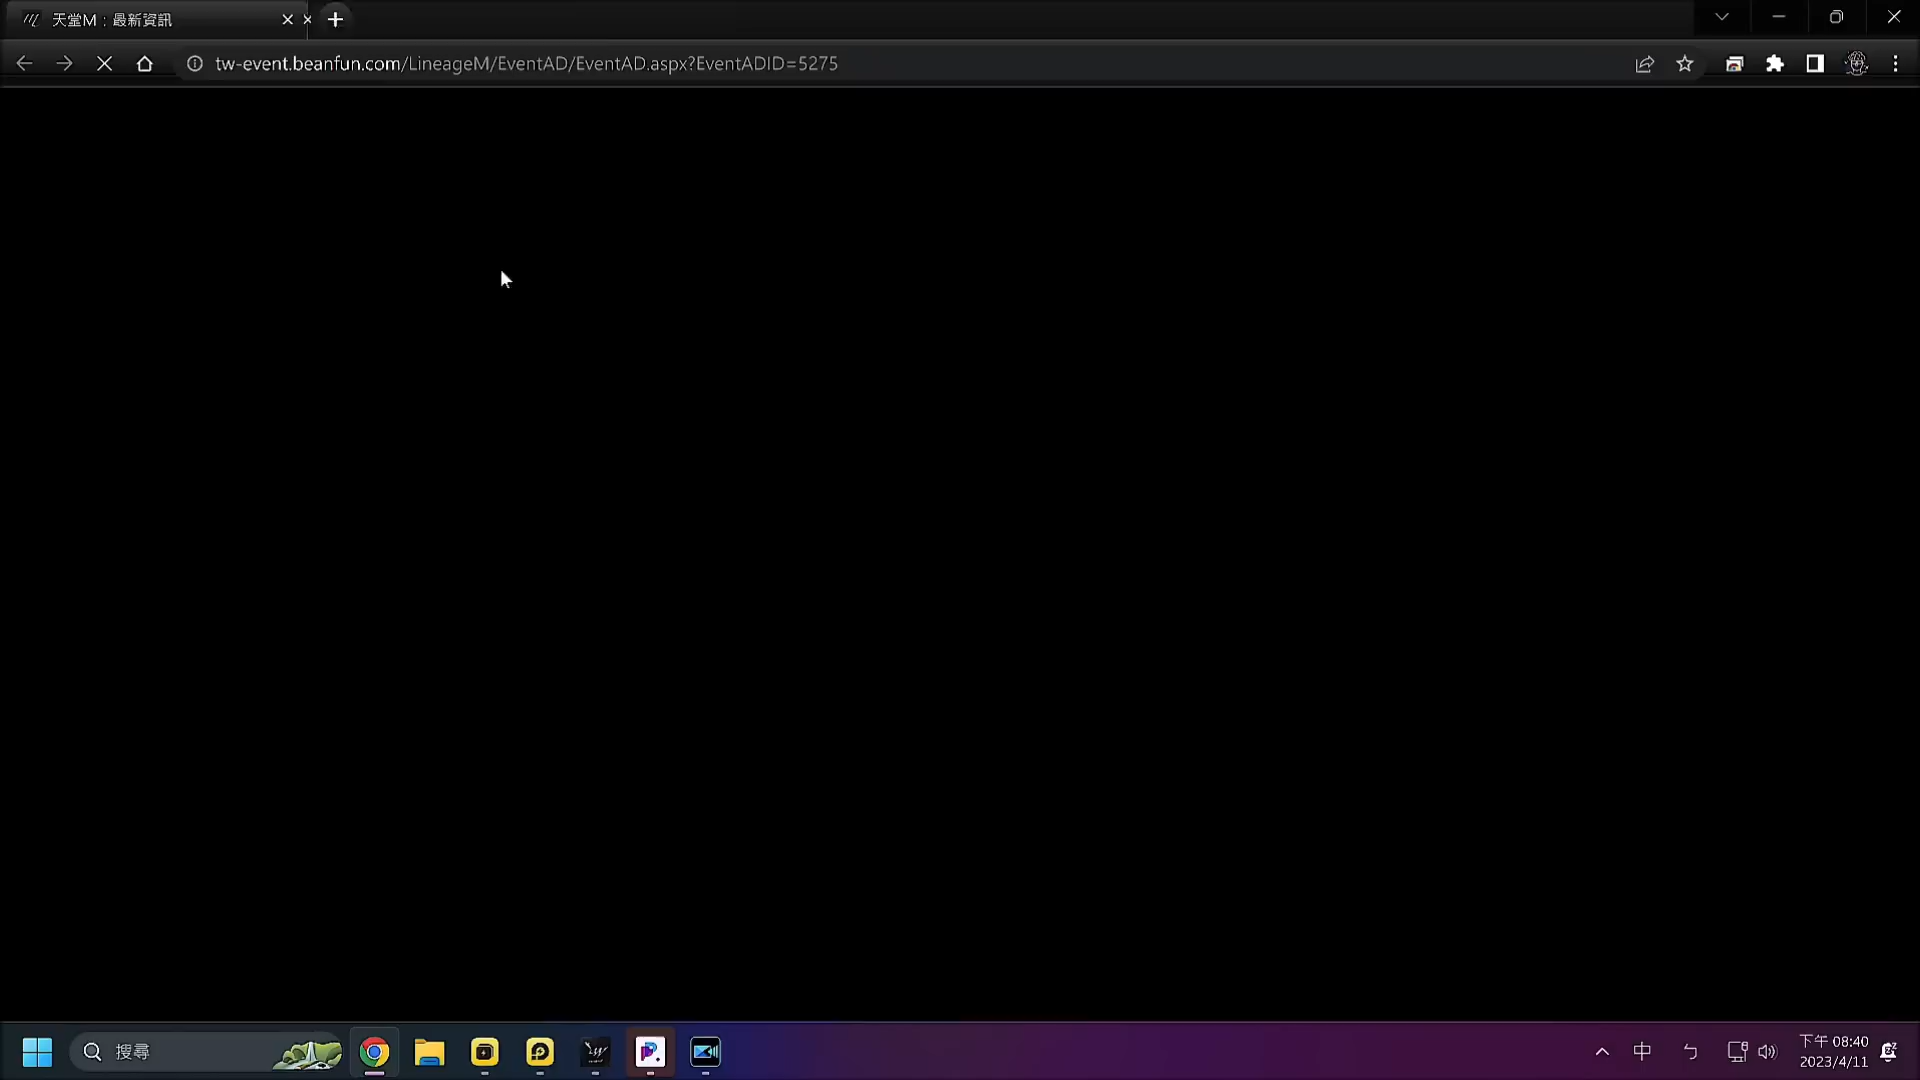 天堂M：最新資訊
tw-event.beanfun.com/LineageM/EventAD/EventAD.aspx?EventADID=5275
搜尋
中
ㄅ
下午 08:40
2023/4/11